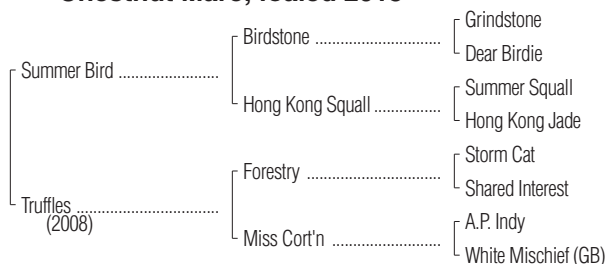 Chestnut Mare; foaled
Grindstone
Birdstone ................................
Dear Birdie
Summer Bird .........................
Summer Squall
Hong Kong Squall .................
Hong Kong Jade
Storm Cat
Forestry ..................................
Shared Interest
Truffles ....................................
(2008)
A.P. Indy
Miss Cort'n ...........................
White Mischief (GB)